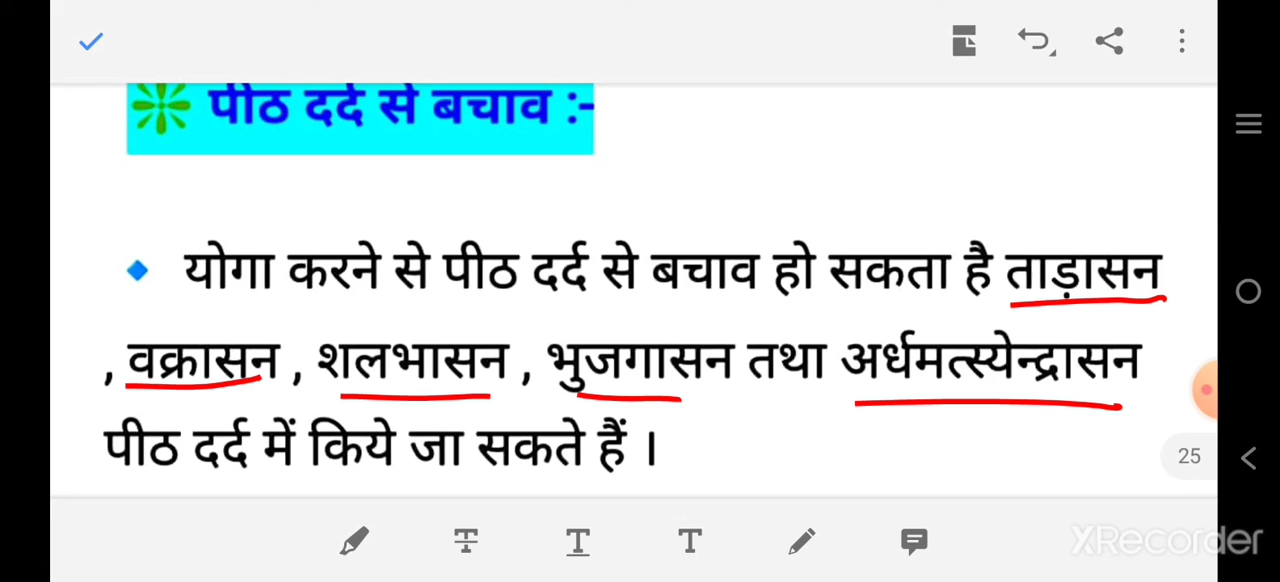 पीठ दर्द से बचाव :-
योगा करने से पीठ दर्द से बचाव हो सकता है ताड़ासन
, वक्रासन , शलभासन , भुजगासन तथा अर्धमत्स्येन्द्रासन
पीठ दर्द में किये जा सकते हैं ।
25
T T T
XRecorder